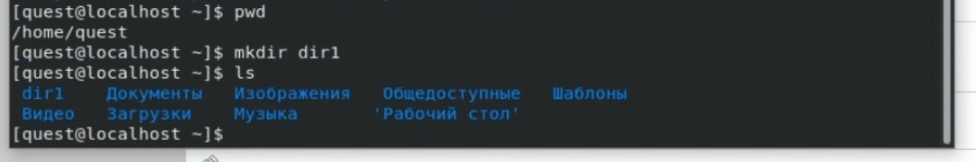 [quest@localhost ~]$ pwd
/home/quest
[quest@localhost ~]$ mkdir dir1
[quest@localhost ~]$ ls
dir1 Документы Изображения Общедоступные Шаблоны
Видео Загрузки Музыка 'Рабочий стол'
[quest@localhost ~]$